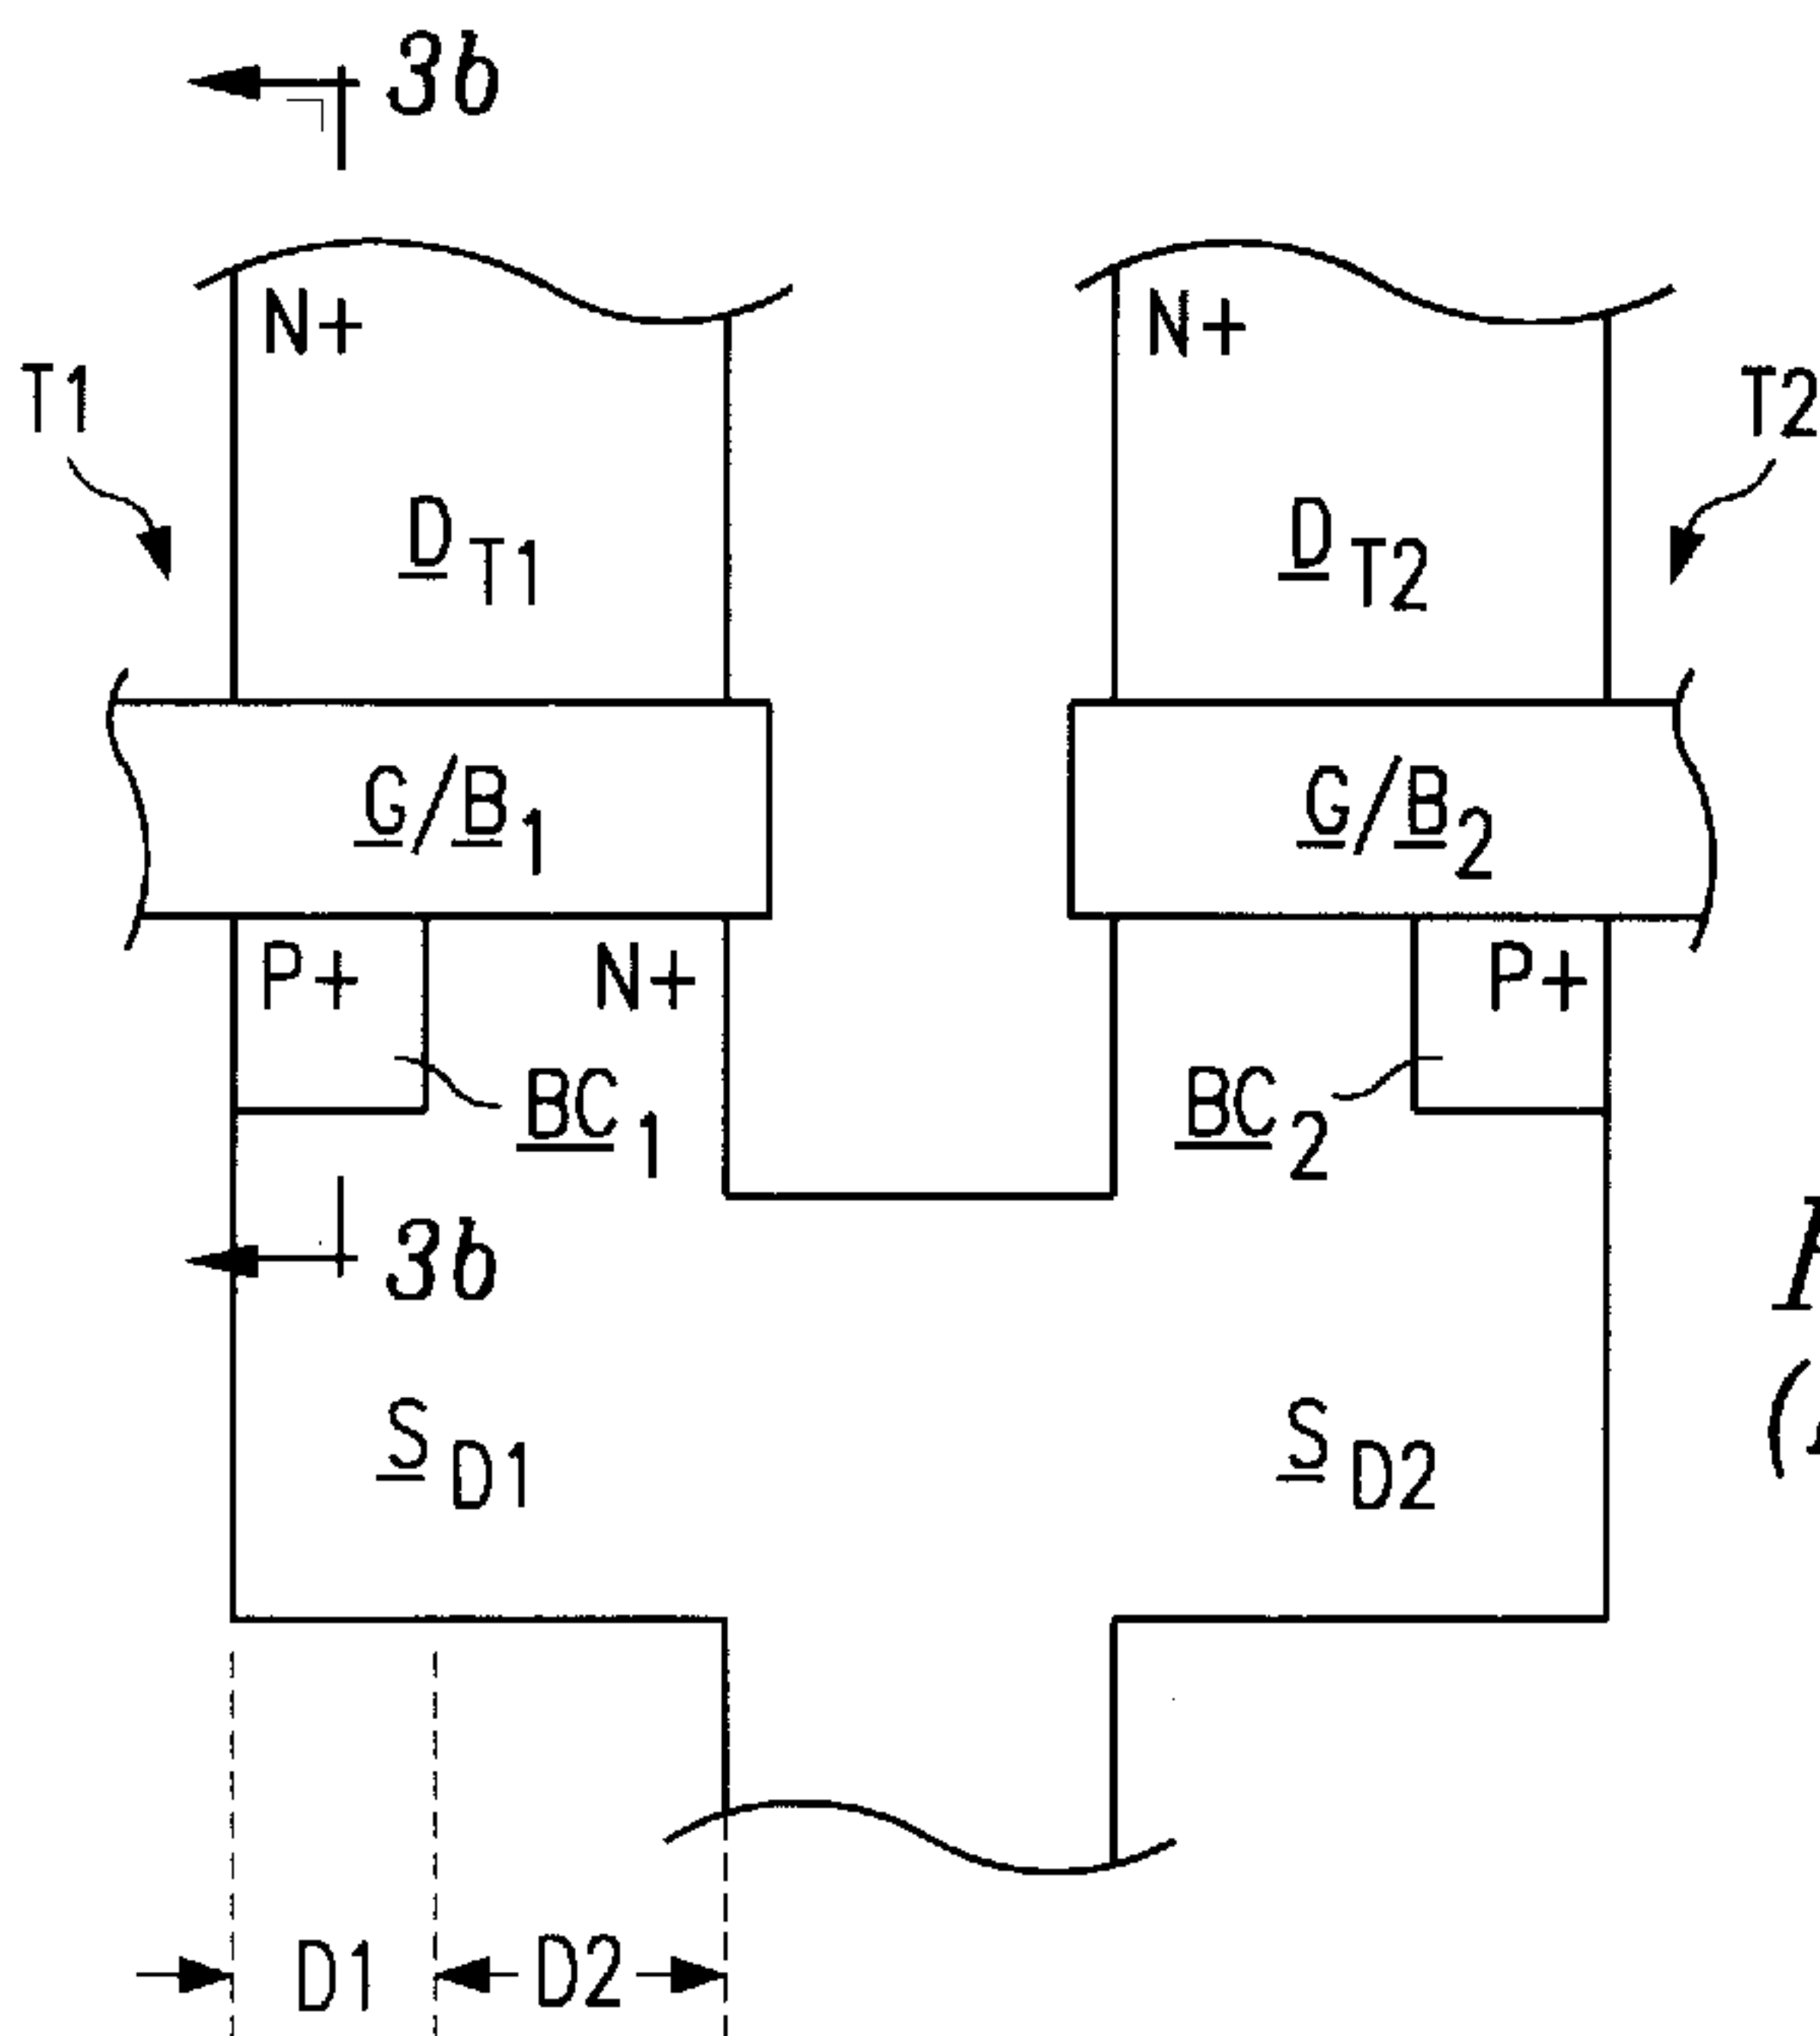 3b
N+ N+
T1 T2
D T1 D T2
G/B 1 G/B 2
P+ N+ P+
BC 1 BC 2
3b
S D1 S D2
D1 D2